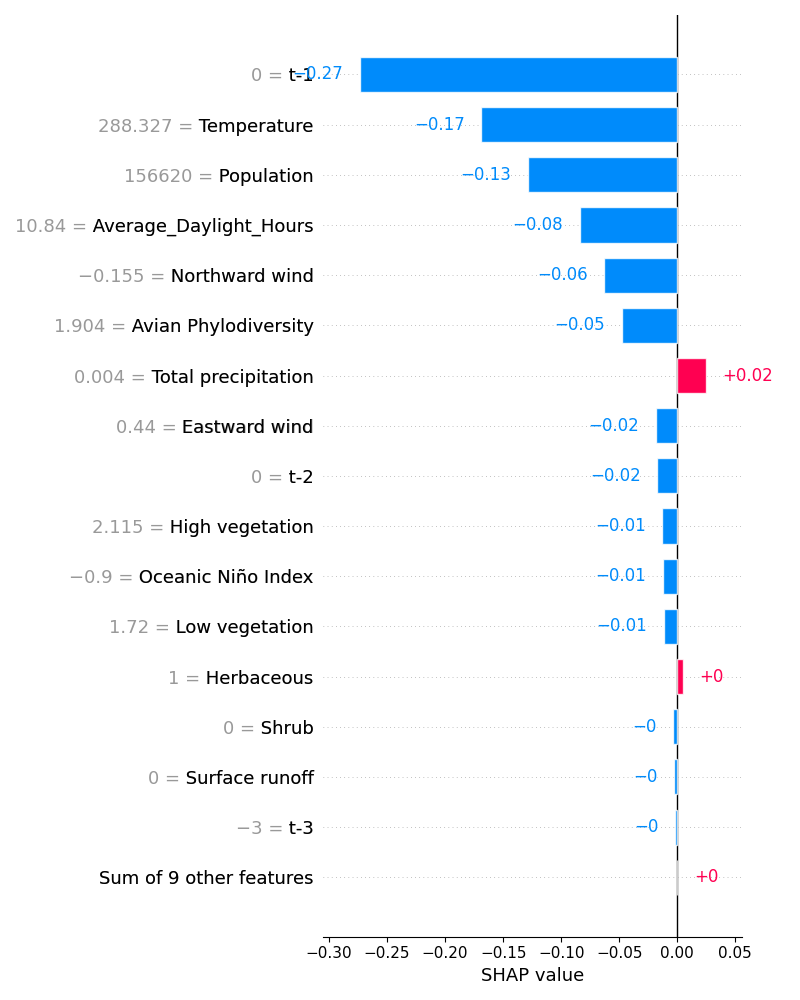 0 = t-1 −0.27
288.327 = Temperature −0.17
156620 = Population −0.13
10.84 = Average_Daylight_Hours −0.08
−0.155 = Northward wind −0.06
1.904 = Avian Phylodiversity −0.05
0.004 = Total precipitation +0.02
0.44 = Eastward wind −0.02
0 = t-2 −0.02
2.115 = High vegetation −0.01
−0.9 = Oceanic Niño Index −0.01
1.72 = Low vegetation −0.01
1 = Herbaceous +0
0 = Shrub −0
0 = Surface runoff −0
−3 = t-3 −0
Sum of 9 other features +0
−0.30 −0.25 −0.20 −0.15 −0.10 −0.05 0.00 0.05
SHAP value